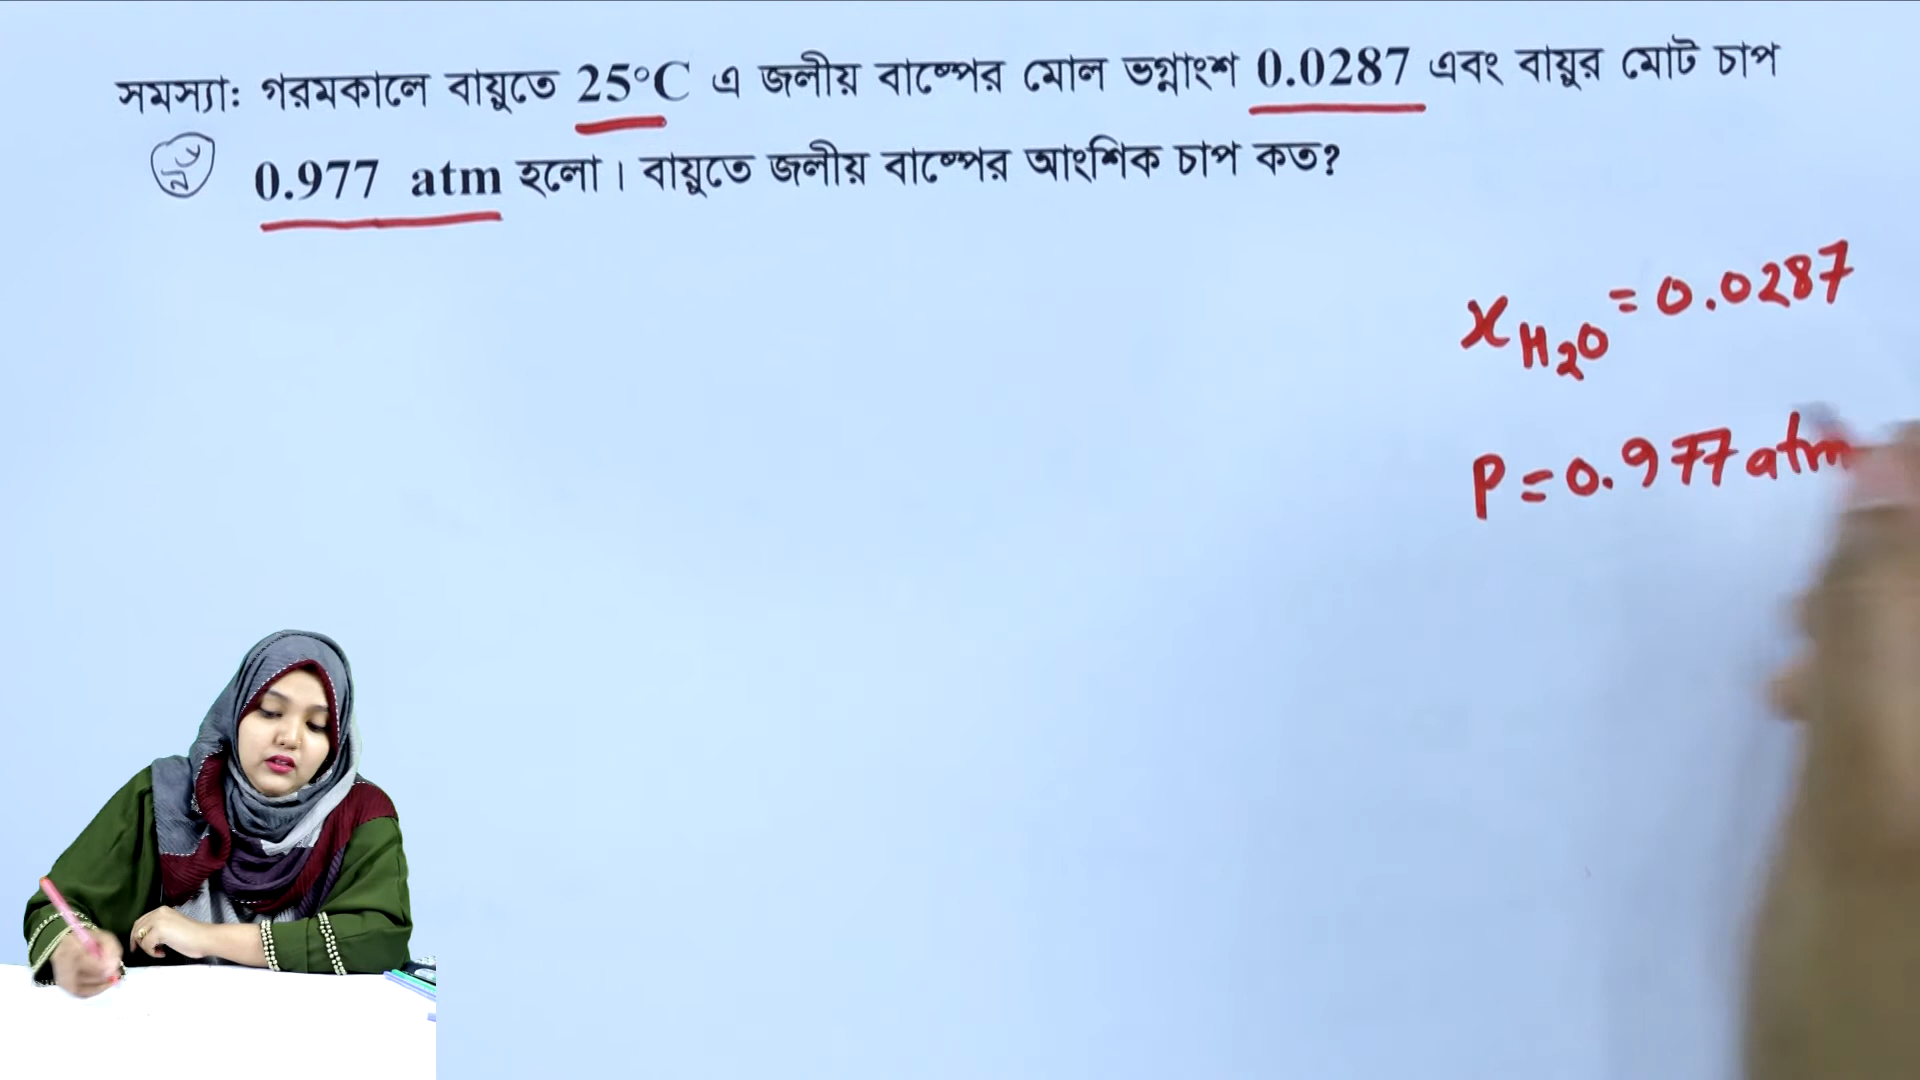 সমস্যা: গরমকালে বায়ুতে 25°C এ জলীয় বাষ্পের মোল ভগ্নাংশ 0.0287 এবং বায়ুর মোট চাপ
0.977 atm হলো। বায়ুতে জলীয় বাষ্পের আংশিক চাপ কত?
x H₂O = 0.0287
P = 0.977 atm